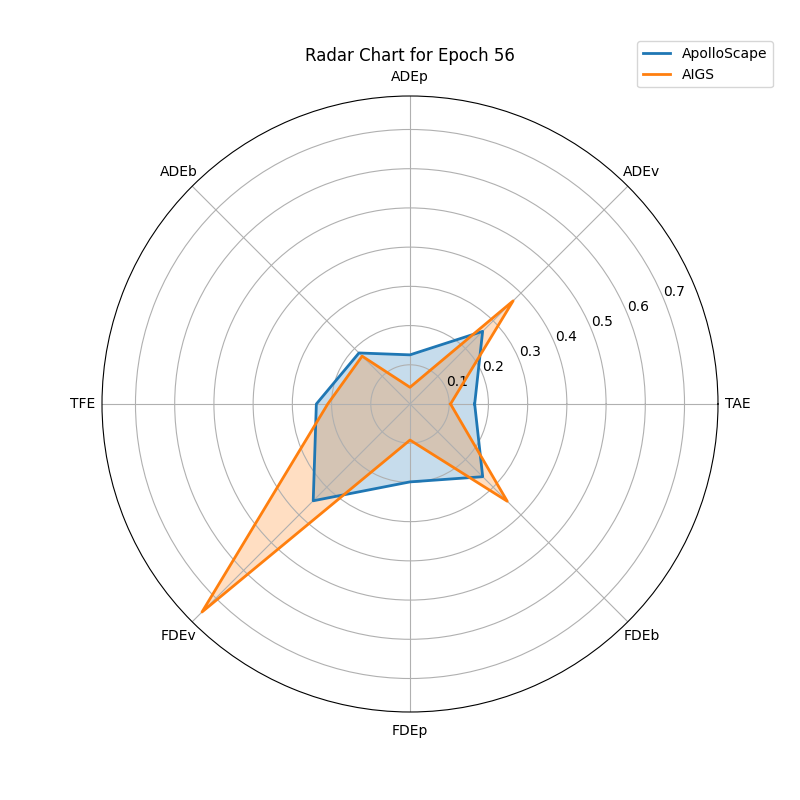 Radar Chart for Epoch 56
ApolloScape
AIGS
ADEp
ADEb
ADEv
0.7
0.6
0.5
0.4
0.3
0.2
0.1
TFE
TAE
FDEv
FDEb
FDEp